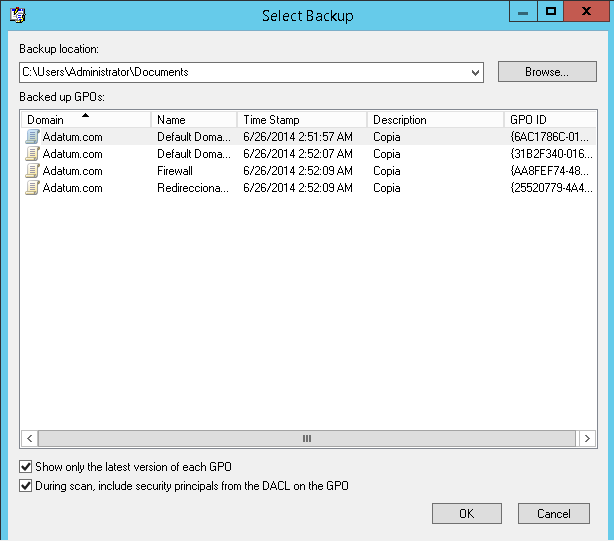 Select Backup
Backup location:
C:\Users\Administrator\Documents
Browse...
Backed up GPOs:
Domain Name Time Stamp Description GPO ID
Adatum.com Default Doma... 6/26/2014 2:51:57 AM Copia {6AC1786C-01...
Adatum.com Default Doma... 6/26/2014 2:52:07 AM Copia {31B2F340-016...
Adatum.com Firewall 6/26/2014 2:52:09 AM Copia {AA8FEF74-48...
Adatum.com Redirecciona... 6/26/2014 2:52:09 AM Copia {25520779-4A4...
Show only the latest version of each GPO
During scan, include security principals from the DACL on the GPO
OK Cancel